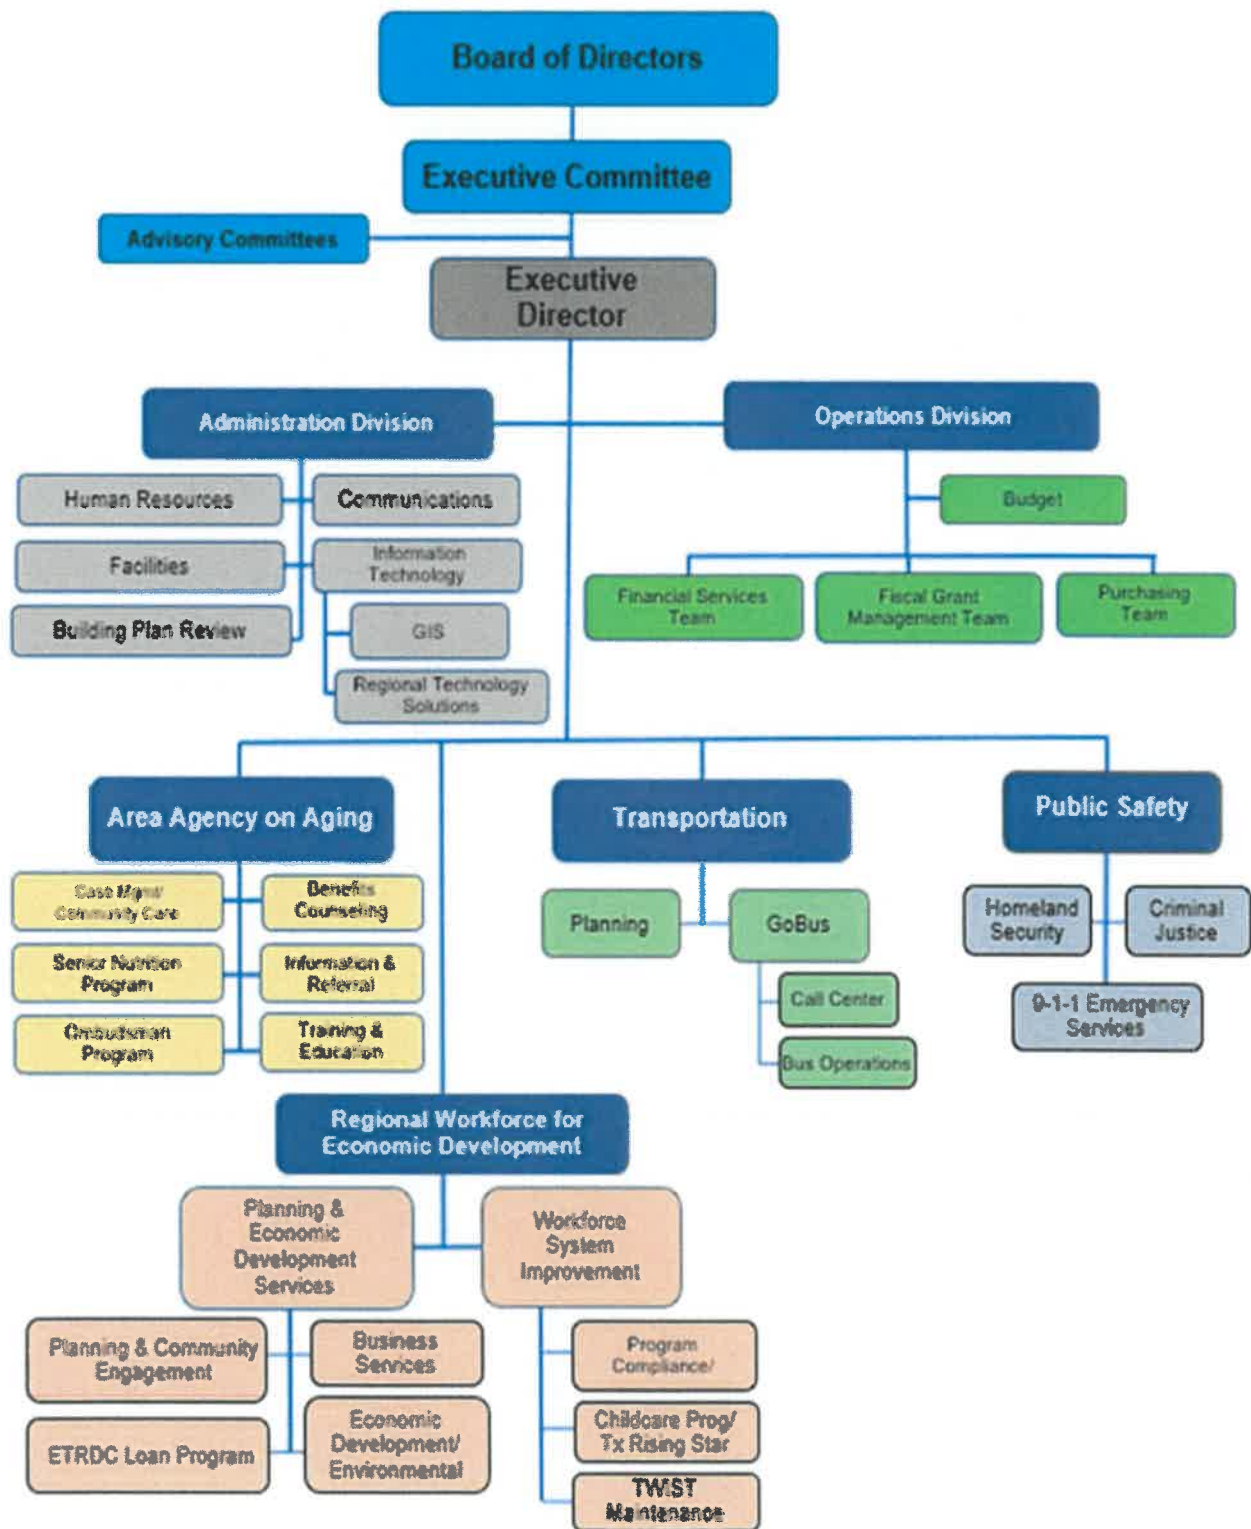 Board of Directors
Executive Committee
Advisory Committees
Executive
Director
Administration Division
Operations Division
Human Resources
Communications
Budget
Facilities
Information
Technology
Financial Services
Team
Fiscal Grant
Management Team
Purchasing
Team
Building Plan Review
GIS
Regional Technology
Solutions
Area Agency on Aging
Transportation
Public Safety
Case Mgmt/
Community Care
Benefits
Counseling
Planning
GoBus
Homeland
Security
Criminal
Justice
Senior Nutrition
Program
Information &
Referral
Call Center
9-1-1 Emergency
Services
Ombudsman
Program
Training &
Education
Bus Operations
Regional Workforce for
Economic Development
Planning &
Economic
Development
Services
Workforce
System
Improvement
Planning & Community
Engagement
Business
Services
Program
Compliance/
ETRDC Loan Program
Economic
Development/
Environmental
Childcare Prog/
Tx Rising Star
TWIST
Maintenance